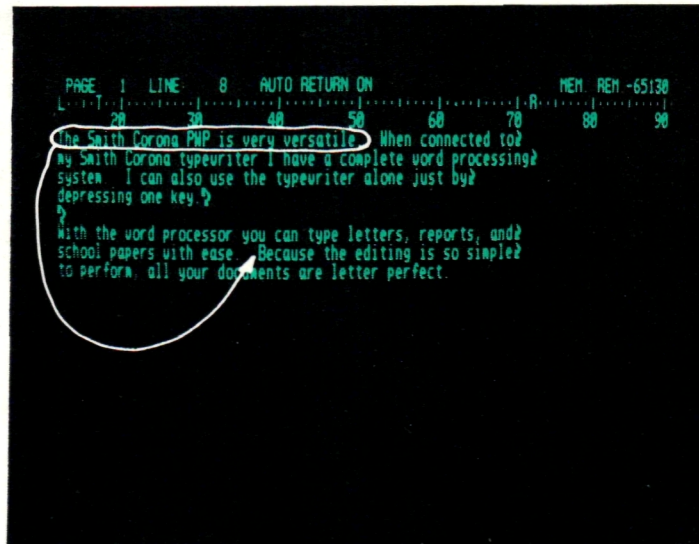 PAGE 1 LINE 8 AUTO RETURN ON MEM. REM.-65130
L T R
20 30 40 50 60 70 80 90
The Smith Corona PWP is very versatile. When connected to
my Smith Corona typewriter I have a complete word processing
system. I can also use the typewriter alone just by
depressing one key.
With the word processor you can type letters, reports, and
school papers with ease. Because the editing is so simple
to perform, all your documents are letter perfect.